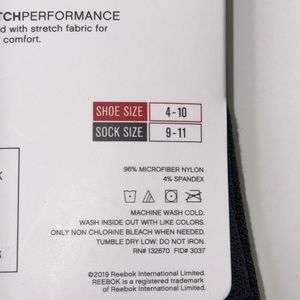 TCHPERFORMANCE
d with stretch fabric for
comfort.
SHOE SIZE 4-10
SOCK SIZE 9-11
96% MICROFIBER NYLON
4% SPANDEX
MACHINE WASH COLD.
WASH INSIDE OUT WITH LIKE COLORS.
ONLY NON CHLORINE BLEACH WHEN NEEDED.
TUMBLE DRY LOW. DO NOT IRON.
RN# 132670 FID# 3037
©2019 Reebok International Limited.
REEBOK is a registered
trademark of Reebok International Limited.